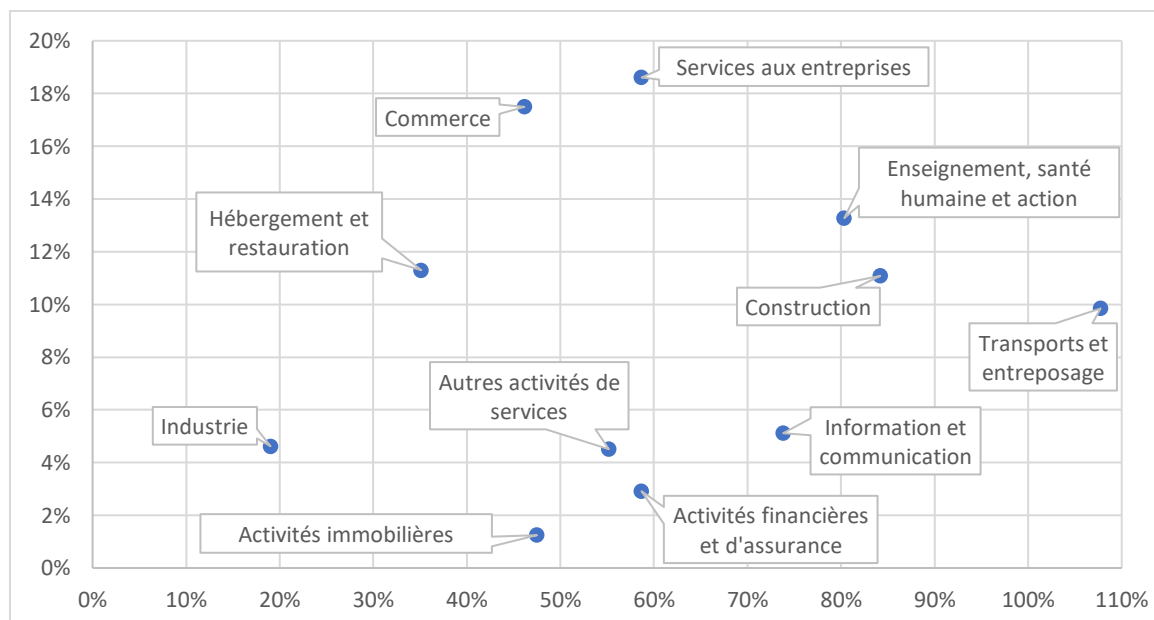 20%
18%
16%
14%
12%
10%
8%
6%
4%
2%
0%
0%
10%
20%
30%
40%
50%
60%
70%
80%
90%
100%
110%
Services aux entreprises
Commerce
Enseignement, santé
humaine et action
Hébergement et
restauration
Construction
Transports et
entreposage
Autres activités de
services
Industrie
Information et
communication
Activités immobilières
Activités financières
et d'assurance